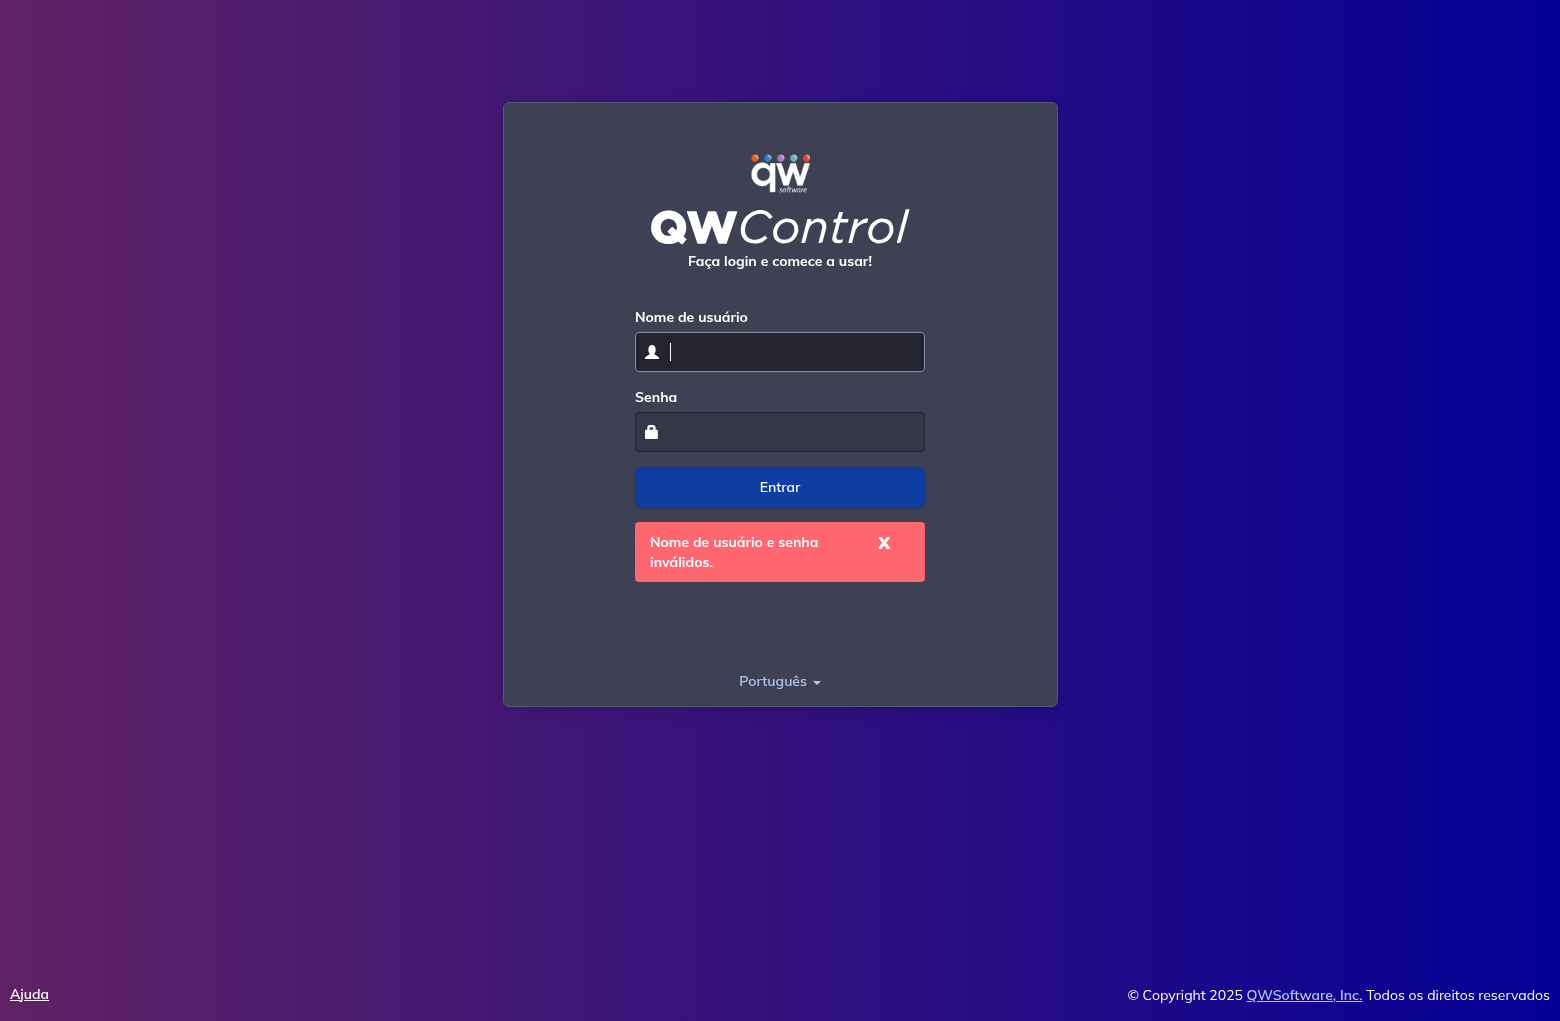 qw
software
QWControl
Faça login e comece a usar!
Nome de usuário
Senha
Entrar
Nome de usuário e senha
inválidos.
X
Português
Ajuda
© Copyright 2025 QWSoftware, Inc. Todos os direitos reservados